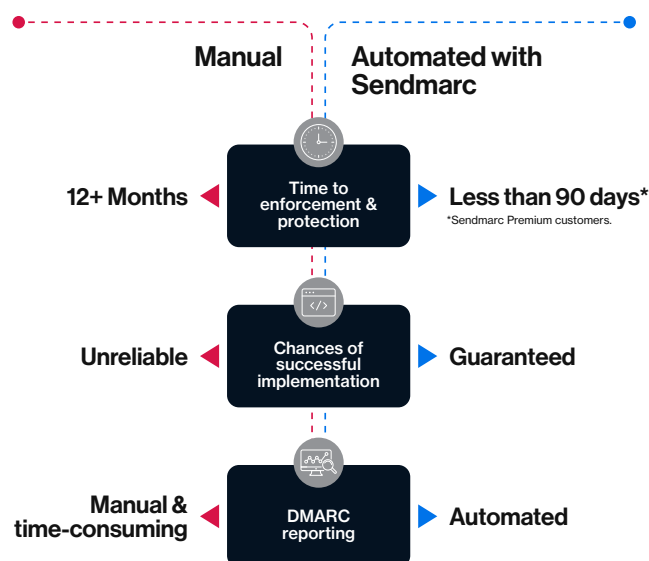 Manual
Automated with
Sendmarc
12+ Months
Time to
enforcement &
protection
Less than 90 days*
*Sendmarc Premium customers.
Unreliable
</>
Chances of
successful
implementation
Guaranteed
Manual &
time-consuming
DMARC
reporting
Automated